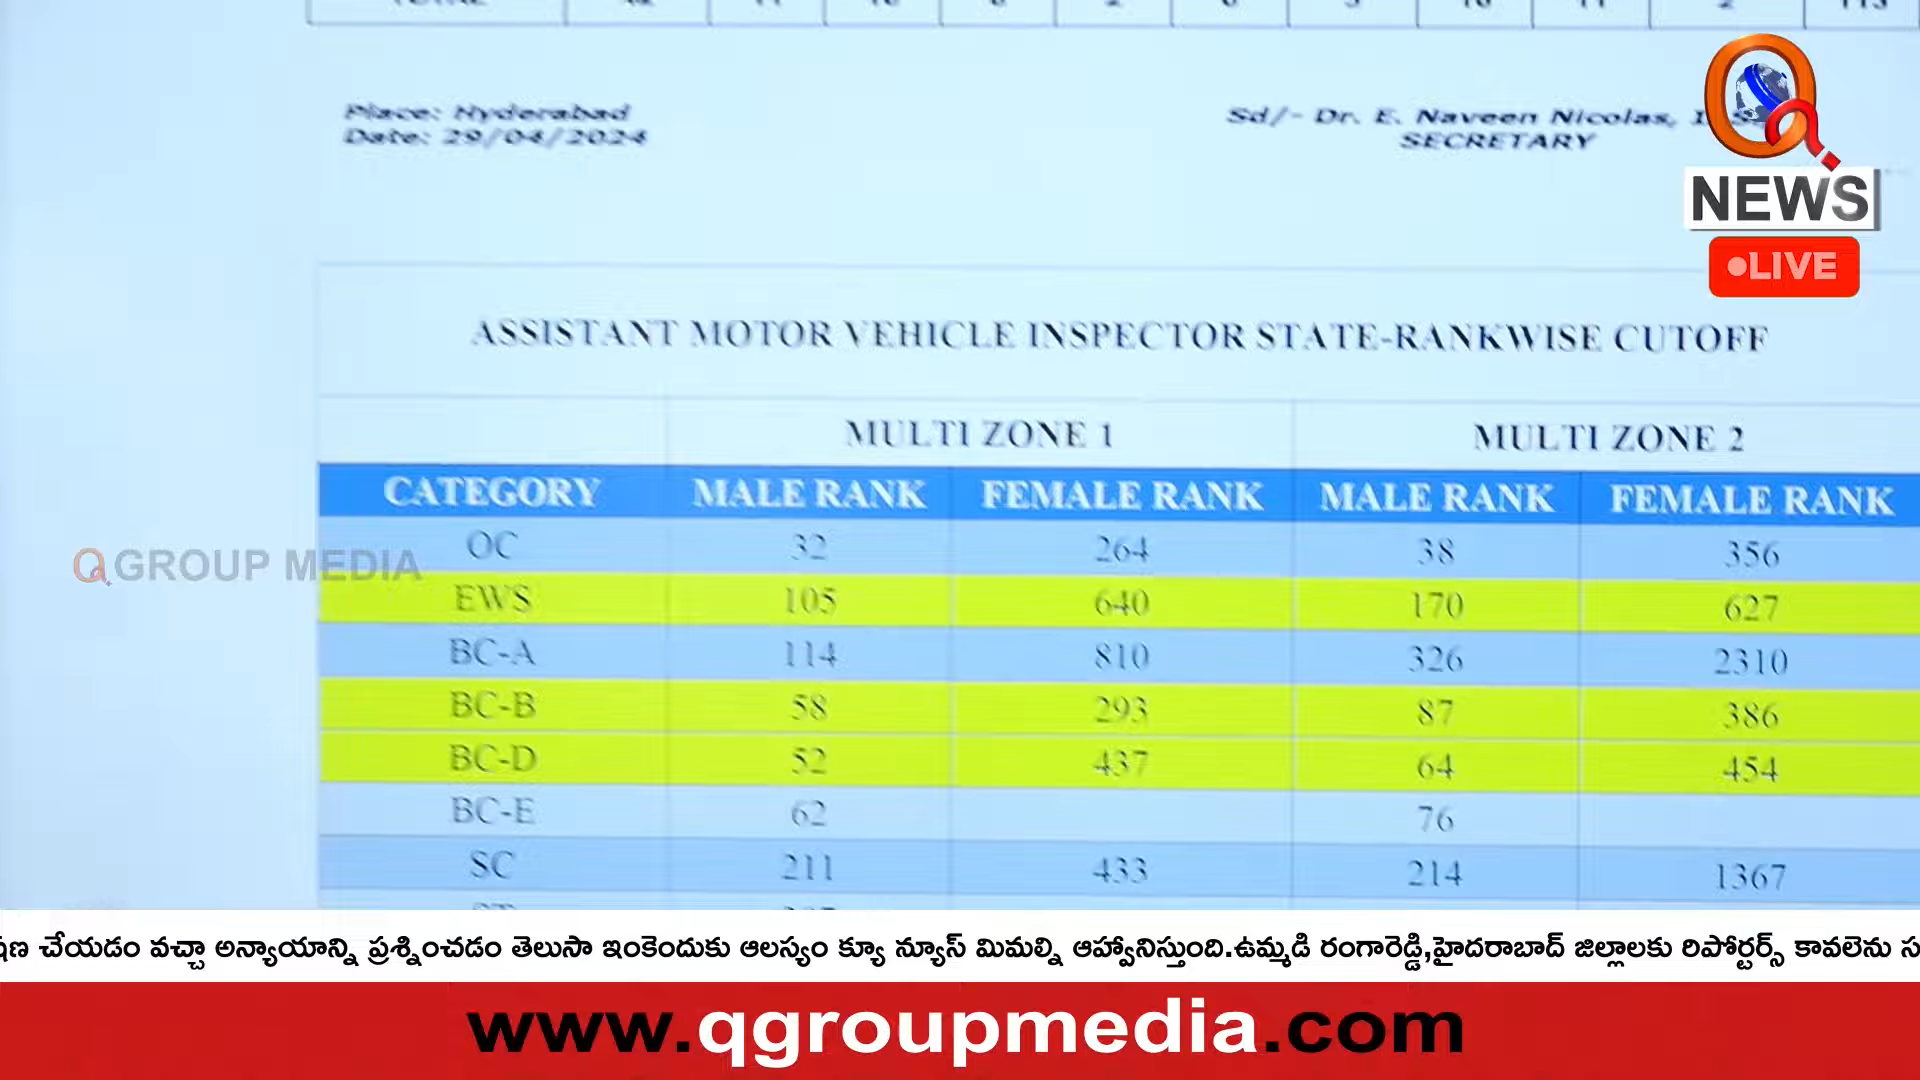 Place: Hyderabad
Date: 29/04/2024
Sd/- Dr. E. Naveen Nicolas,
SECRETARY
NEWS
LIVE
ASSISTANT MOTOR VEHICLE INSPECTOR STATE-RANKWISE CUTOFF
MULTI ZONE 1 MULTI ZONE 2
CATEGORY MALE RANK FEMALE RANK MALE RANK FEMALE RANK
OC 32 264 38 356
GROUP MEDIA
EWS 105 640 170 627
BC-A 114 810 326 2310
BC-B 58 293 87 386
BC-D 52 437 64 454
BC-E 62 76
SC 211 433 214 1367
చేయడం వచ్చా అన్యాయాన్ని ప్రశ్నించడం తెలుసా ఇంకెందుకు ఆలస్యం క్యూ న్యూస్ మిమల్ని ఆహ్వానిస్తుంది.ఉమ్మడి రంగారెడ్డి,హైదరాబాద్ జిల్లాలకు రిపోర్టర్స్ కావలెను
www.qgroupmedia.com